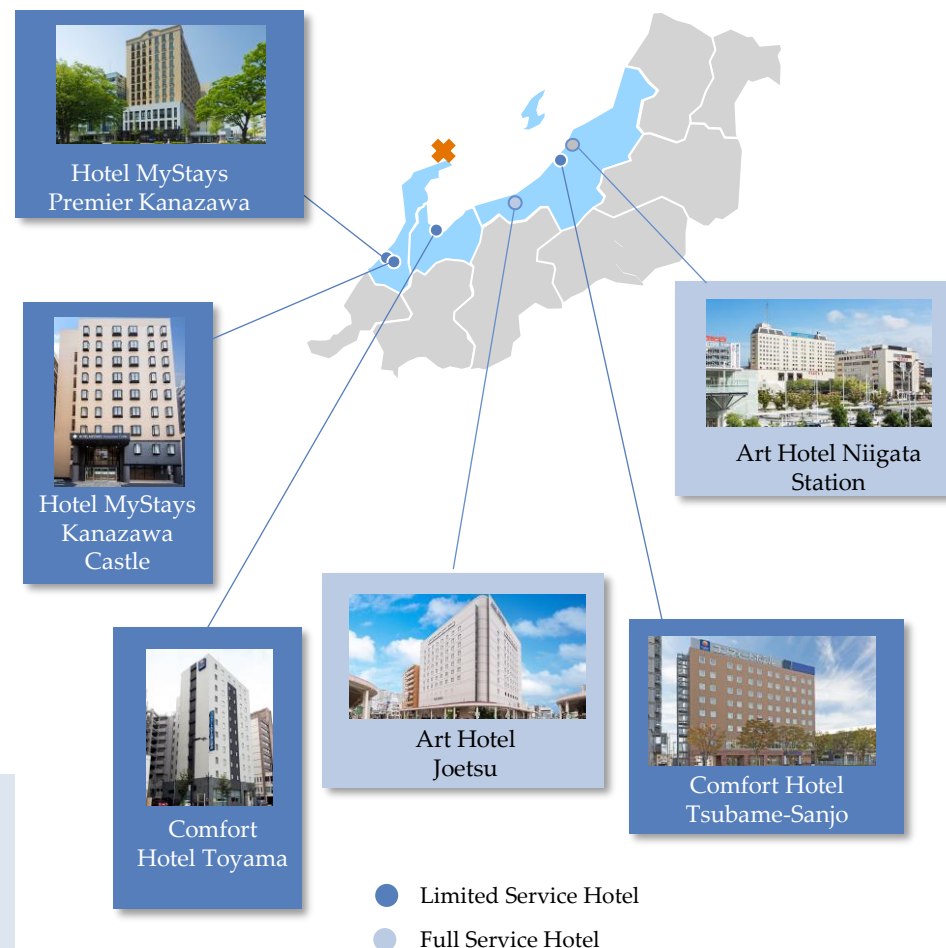 Hotel MyStays
Premier Kanazawa
Hotel MyStays
Kanazawa
Castle
Art Hotel Niigata
Station
Art Hotel
Joetsu
Comfort
Hotel Toyama
Comfort Hotel
Tsubame-Sanjo
Limited Service Hotel
Full Service Hotel